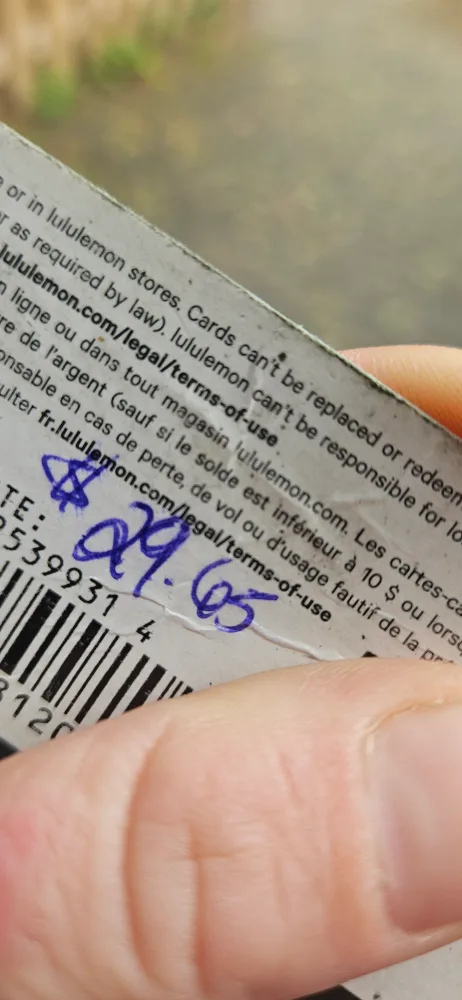 or in lululemon stores. Cards can't be replaced or redeem
as required by law). lululemon can't be responsible for lo
lululemon.com/legal/terms-of-use
n ligne ou dans tout magasin lululemon.com. Les cartes-ca
re de l'argent (sauf si le solde est inférieur à 10 $ ou lorsq
onsable en cas de perte, de vol ou d'usage fautif de la pr
ulter fr.lululemon.com/legal/terms-of-use
$ 29.65
TE:
539931 4
3120